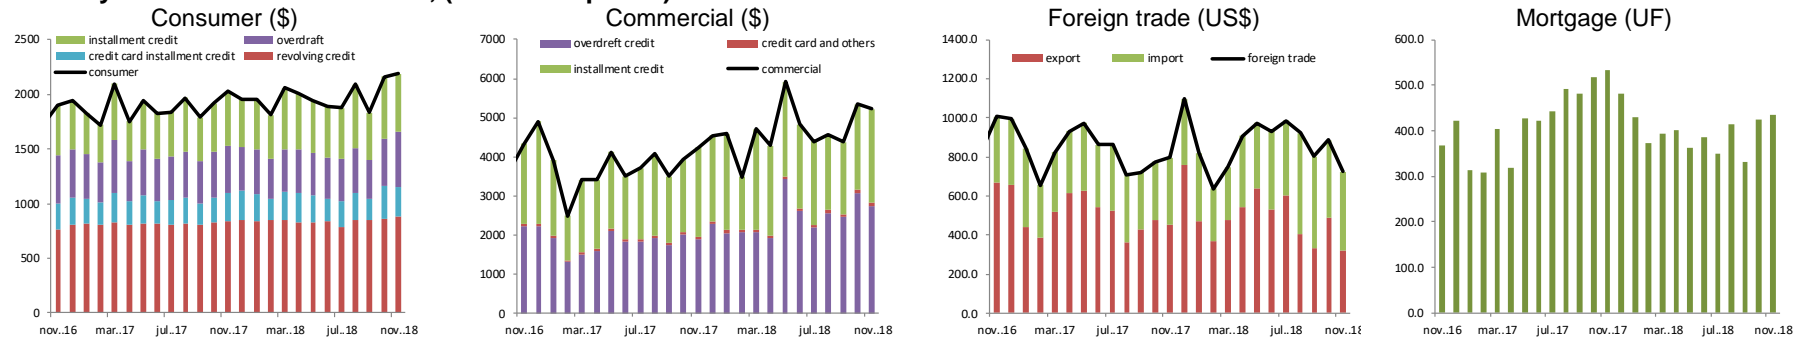 Consumer ($)
installment credit
overdraft
credit card installment credit
revolving credit
consumer
2500
2000
1500
1000
500
0
nov..16 mar..17 jul..17 nov..17 mar..18 jul..18 nov..18
Commercial ($)
overdreft credit
credit card and others
installment credit
commercial
7000
6000
5000
4000
3000
2000
1000
0
nov..16 mar..17 jul..17 nov..17 mar..18 jul..18 nov..18
Foreign trade (US$)
export
import
foreign trade
1400.0
1200.0
1000.0
800.0
600.0
400.0
200.0
0.0
nov..16 mar..17 jul..17 nov..17 mar..18 jul..18 nov..18
Mortgage (UF)
600.0
500.0
400.0
300.0
200.0
100.0
0.0
nov..16 mar..17 jul..17 nov..17 mar..18 jul..18 nov..18